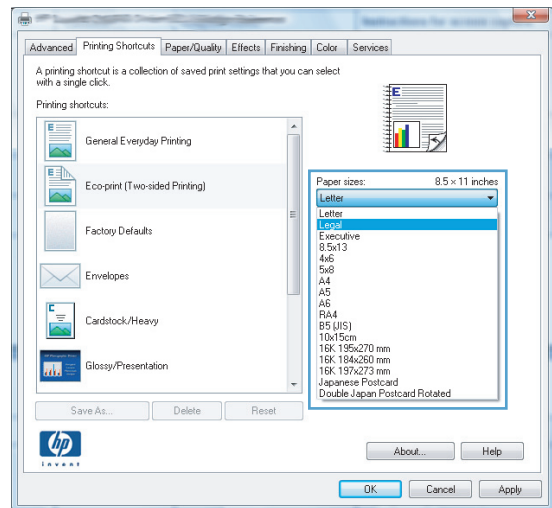 Advanced
Printing Shortcuts
Paper/Quality
Effects
Finishing
Color
Services
A printing shortcut is a collection of saved print settings that you can select
with a single click.
Printing shortcuts:
General Everyday Printing
Eco-print (Two-sided Printing)
Factory Defaults
Envelopes
Cardstock/Heavy
Glossy/Presentation
Paper sizes: 8.5 × 11 inches
Letter
Letter
Legal
Executive
8.5x13
4x6
5x8
A4
A5
A6
RA4
B5 (JIS)
10x15cm
16K 195x270 mm
16K 184x260 mm
16K 197x273 mm
Japanese Postcard
Double Japan Postcard Rotated
Save As...
Delete
Reset
hp
invent
About...
Help
OK
Cancel
Apply